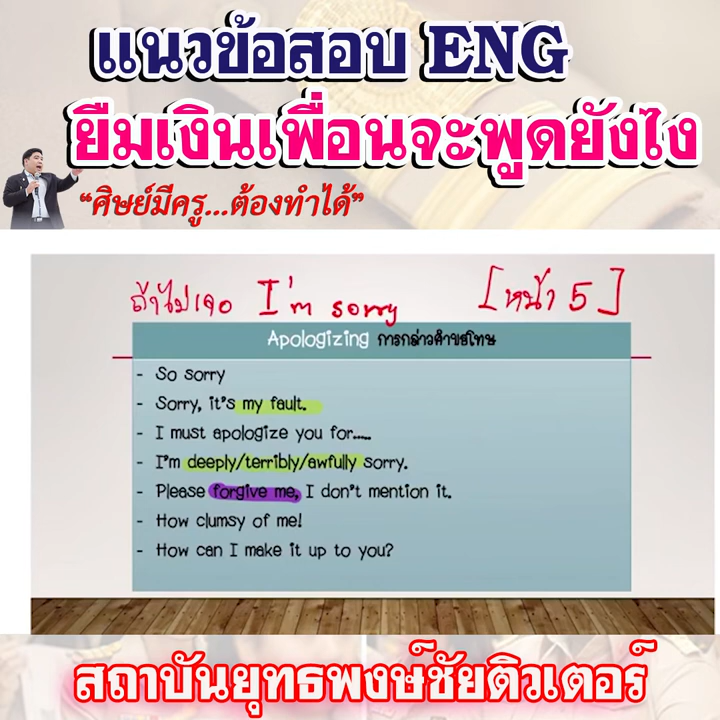 แนวข้อสอบ ENG
ยืมเงินเพื่อนจะพูดยังไง
“ศิษย์มีครู...ต้องทำได้”
ถ้าไม่เจอ I'm sorry [หน้า 5]
Apologizing การกล่าวคำขอโทษ
- So sorry
- Sorry, it's my fault.
- I must apologize you for.....
- I'm deeply/terribly/awfully sorry.
- Please forgive me, I don't mention it.
- How clumsy of me!
- How can I make it up to you?
สถาบันยุทธพงษ์ชัยติวเตอร์